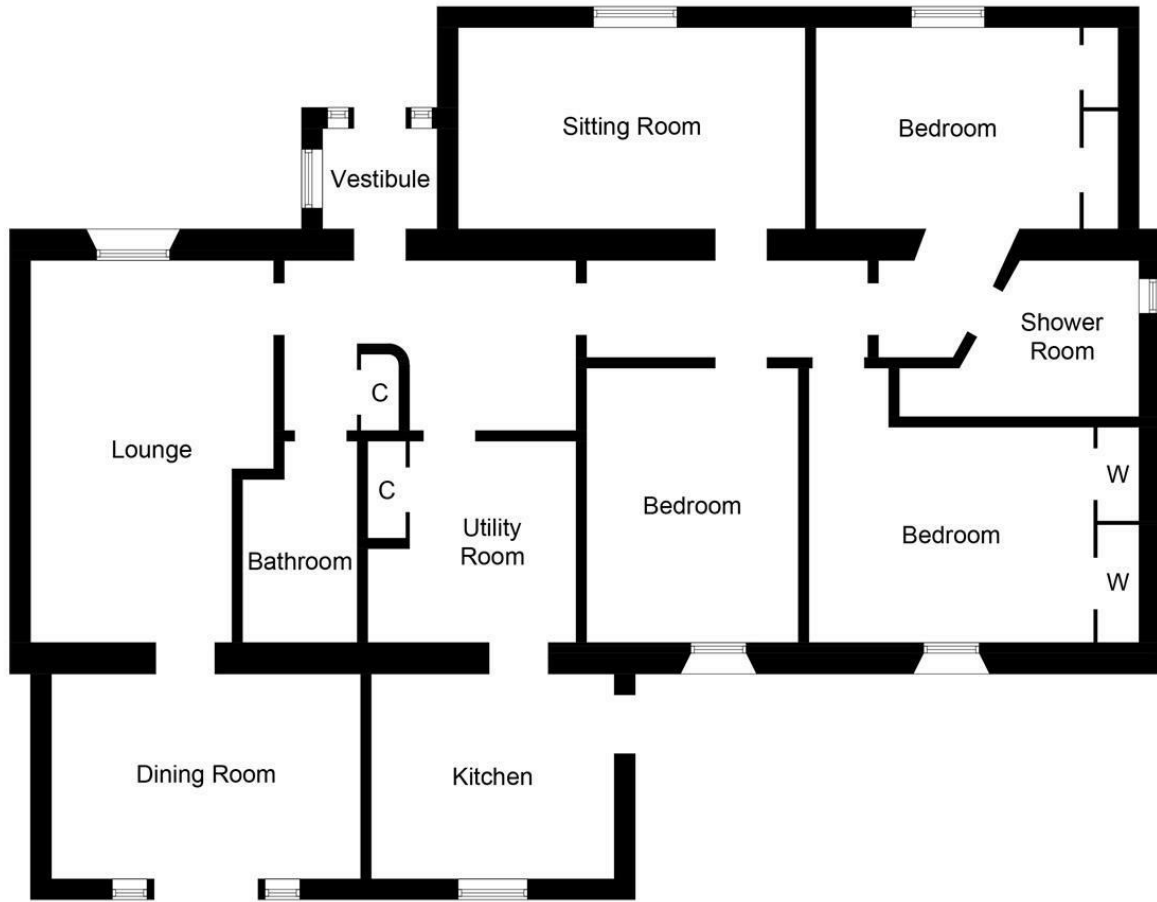 Sitting Room
Bedroom
Vestibule
Shower
Room
C
Lounge
C
W
Bedroom
Utility
Room
Bedroom
Bathroom
W
Dining Room
Kitchen